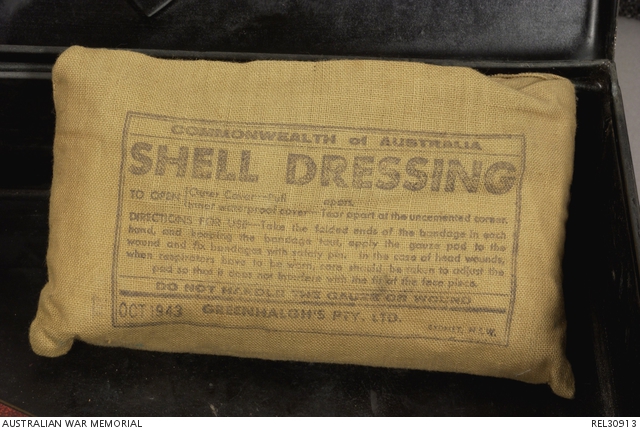 COMMONWEALTH of AUSTRALIA
SHELL DRESSING
TO OPEN {Outer Cover—Pull apart.
Inner waterproof cover—Tear apart at the uncemented corner.
DIRECTIONS FOR USE—Take the folded ends of the bandage in each
hand, and keeping the bandage taut, apply the gauze pad to the
wound and fix bandages with safety pin. In the case of head wounds,
when respirators have to be worn, care should be taken to adjust the
pad so that it does not interfere with the fit of the face piece.
DO NOT HANDLE THE GAUZE OR WOUND
OCT 1943 GREENHALGH'S PTY. LTD.
SYDNEY, N.S.W.
AUSTRALIAN WAR MEMORIAL
REL30913